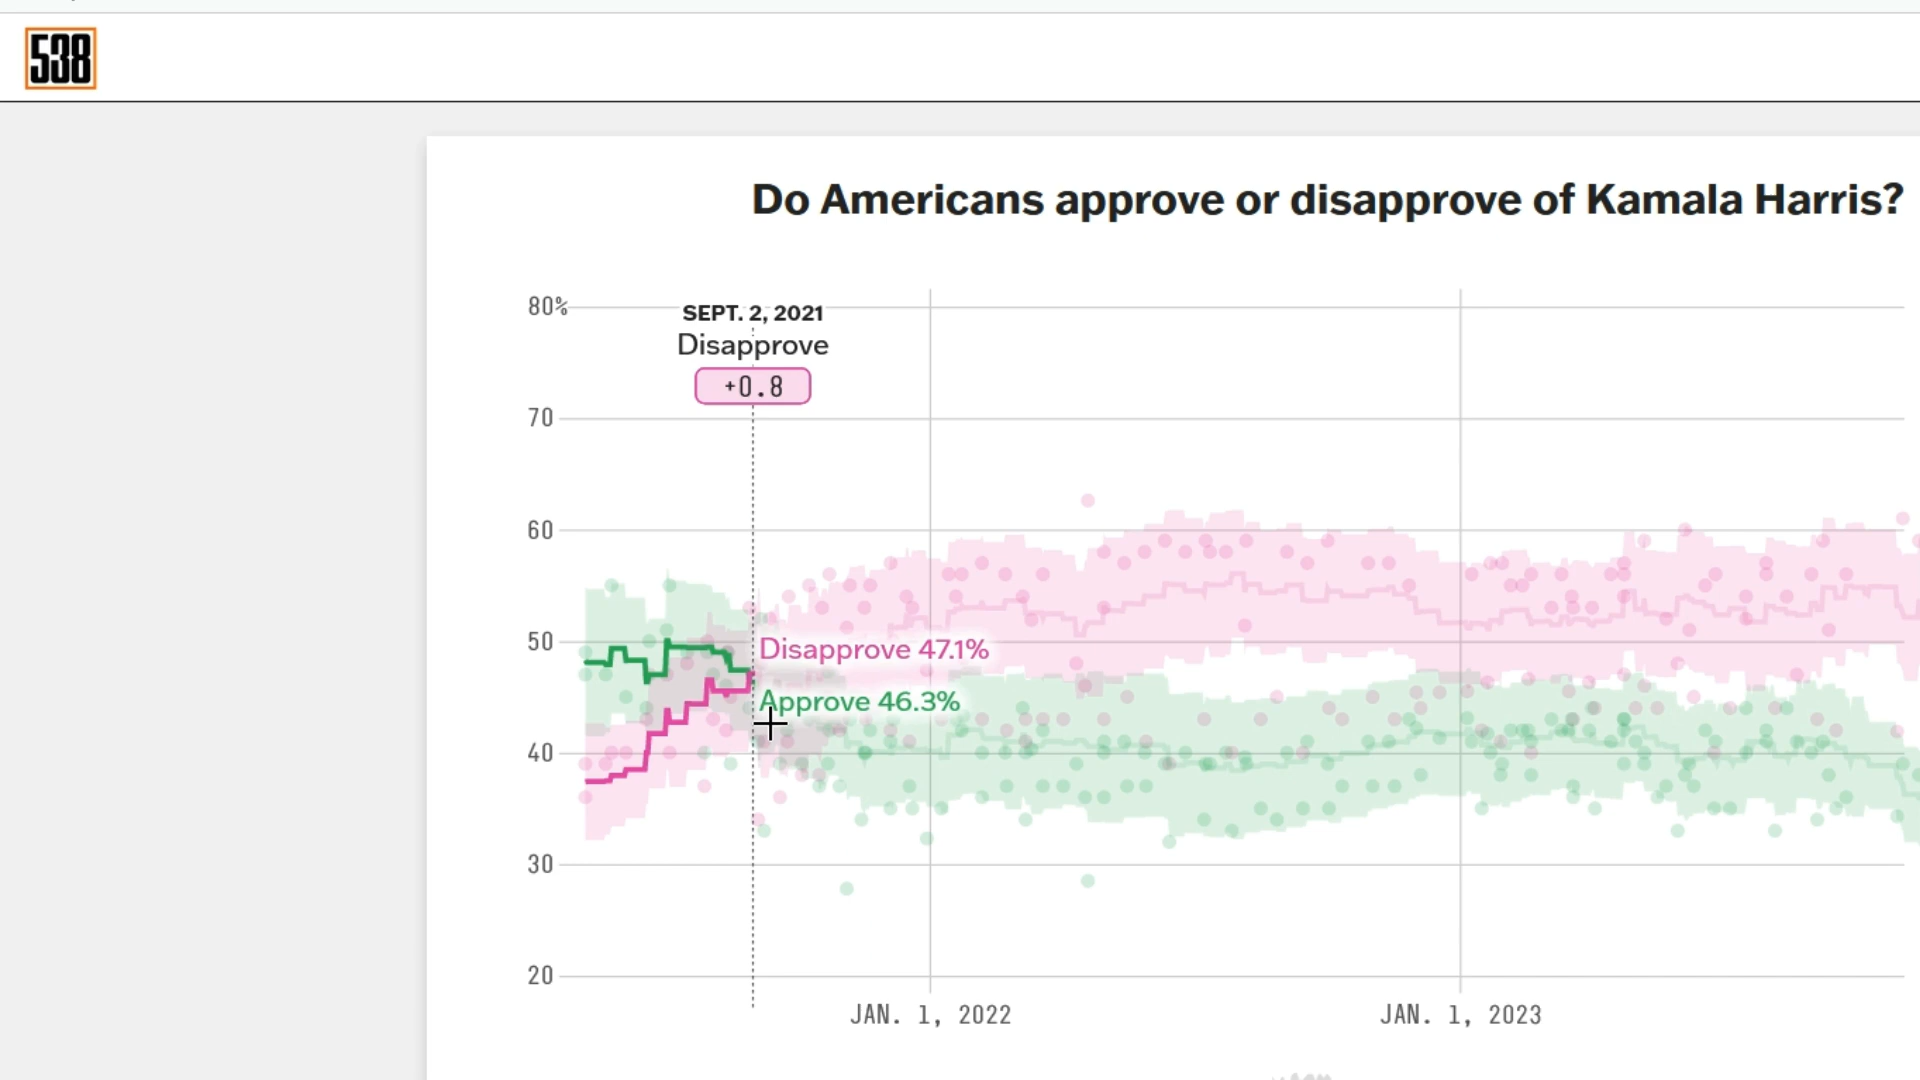 538
Do Americans approve or disapprove of Kamala Harris?
80%
SEPT. 2, 2021
Disapprove
+0.8
70
60
50
Disapprove 47.1%
Approve 46.3%
40
30
20
JAN. 1, 2022
JAN. 1, 2023